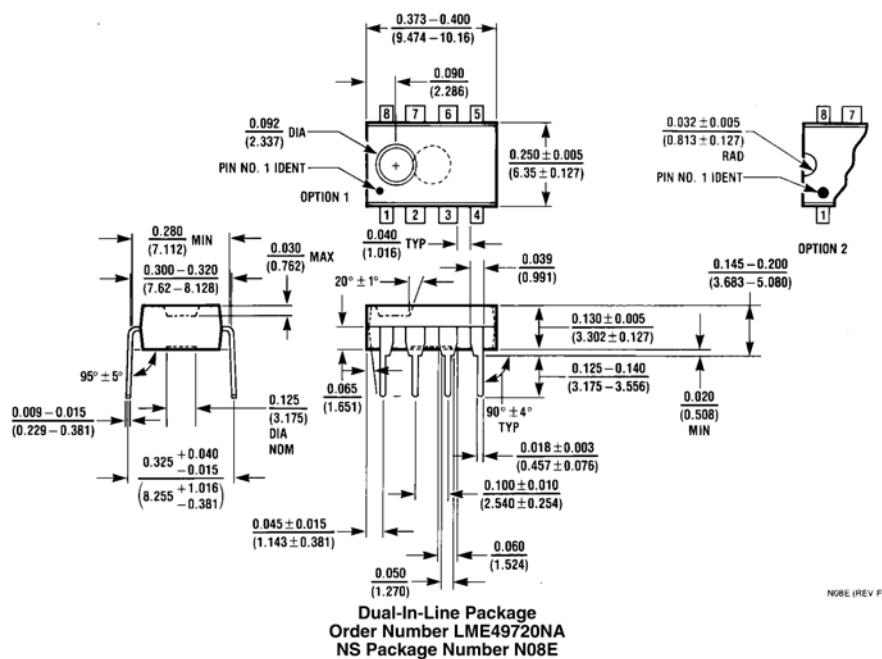 0.373–0.400
(9.474–10.16)
0.090
(2.286)
8 7 6 5
0.092
(2.337)
DIA
PIN NO. 1 IDENT
OPTION 1
0.250 ± 0.005
(6.35 ± 0.127)
1 2 3 4
8 7
0.032 ± 0.005
(0.813 ± 0.127)
RAD
PIN NO. 1 IDENT
1
OPTION 2
0.280
(7.112)
MIN
0.300–0.320
(7.62–8.128)
0.030
(0.762)
MAX
0.040
(1.016)
TYP
0.039
(0.991)
20° ± 1°
0.145–0.200
(3.683–5.080)
0.130 ± 0.005
(3.302 ± 0.127)
0.125–0.140
(3.175–3.556)
0.020
(0.508)
MIN
95° ± 5°
0.065
(1.651)
90° ± 4°
TYP
0.009–0.015
(0.229–0.381)
0.125
(3.175)
DIA
NOM
0.018 ± 0.003
(0.457 ± 0.076)
0.325 +0.040
−0.015
(8.255 +1.016
−0.381)
0.100 ± 0.010
(2.540 ± 0.254)
0.045 ± 0.015
(1.143 ± 0.381)
0.060
(1.524)
0.050
(1.270)
N08E (REV F
Dual-In-Line Package
Order Number LME49720NA
NS Package Number N08E